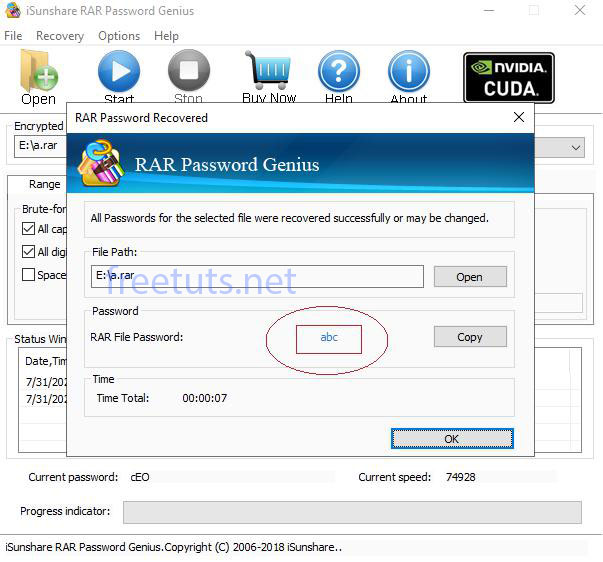 iSunshare RAR Password Genius
File Recovery Options Help
Open Start Stop Buy Now Help About
NVIDIA.
CUDA.
Encrypted
E:\a.rar
RAR Password Recovered
RAR Password Genius
Range
Brute-for
All cap
All digi
Space
All Passwords for the selected file were recovered successfully or may be changed.
File Path:
E:\a.rar
Open
freetuts.net
Password
RAR File Password: abc Copy
Time
Time Total: 00:00:07
OK
Status Win
Date,Tim
7/31/202
7/31/202
Current password: cEO Current speed: 74928
Progress indicator:
iSunshare RAR Password Genius.Copyright (C) 2006-2018 iSunshare..